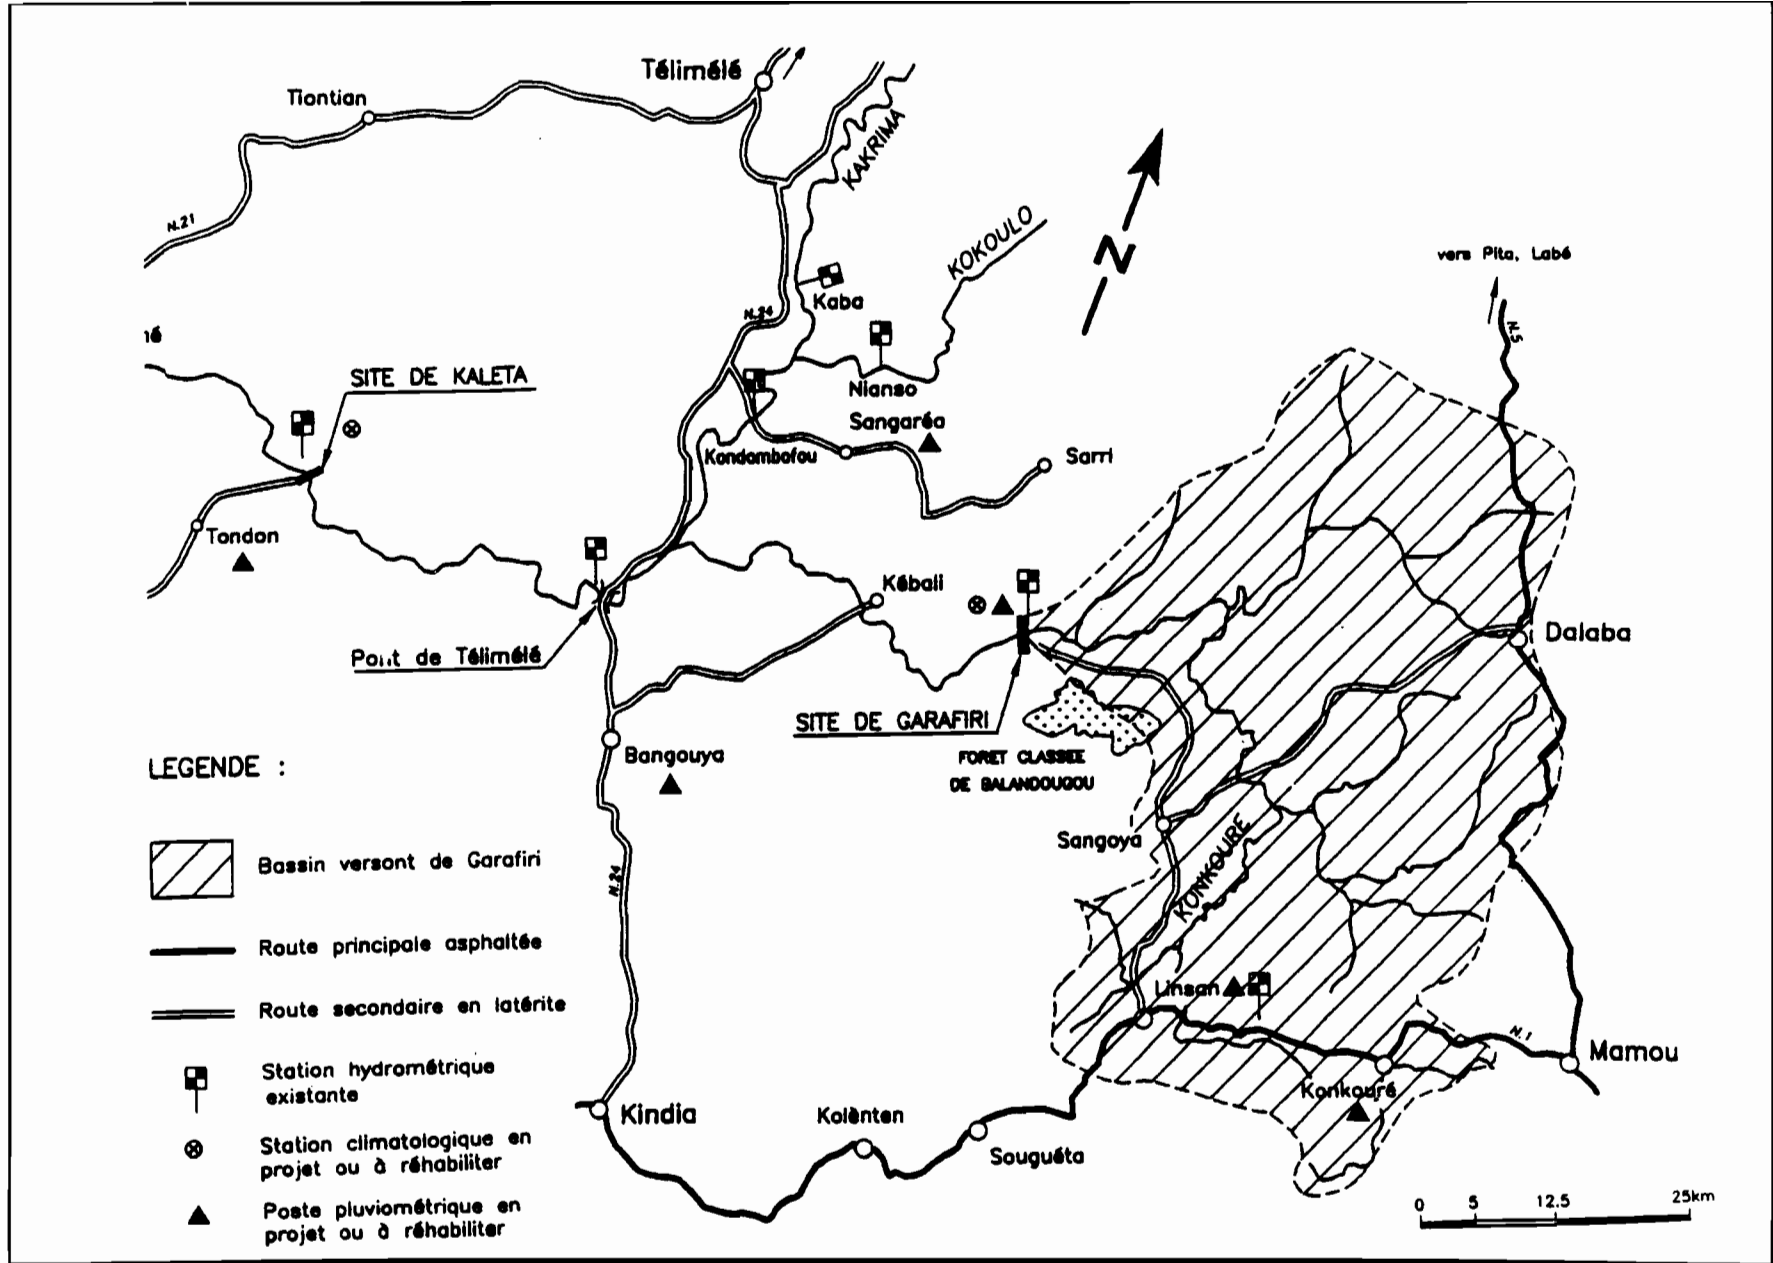 Télimélé
Tiontian
KAKRIMA
N.21
KOKOULO
N
vers Pita, Labé
Kaba
N.24
N.5
né
SITE DE KALETA
Nianso
Sangaréa
Kondombofou
Sarri
Tondon
Kébali
Dalaba
Pont de Télimélé
SITE DE GARAFIRI
FORET CLASSEE
DE BALANDOUGOU
Bangouya
LEGENDE :
Sangoya
KONKOURE
Bassin versont de Garafiri
N.24
Route principale asphaltée
Linsan
Route secondaire en latérite
N.1
Mamou
Station hydrométrique
existante
Konkouré
Kindia
Kolènten
Souguéta
Station climatologique en
projet ou à réhabiliter
Poste pluviométrique en
projet ou à réhabiliter
0 5 12.5 25km